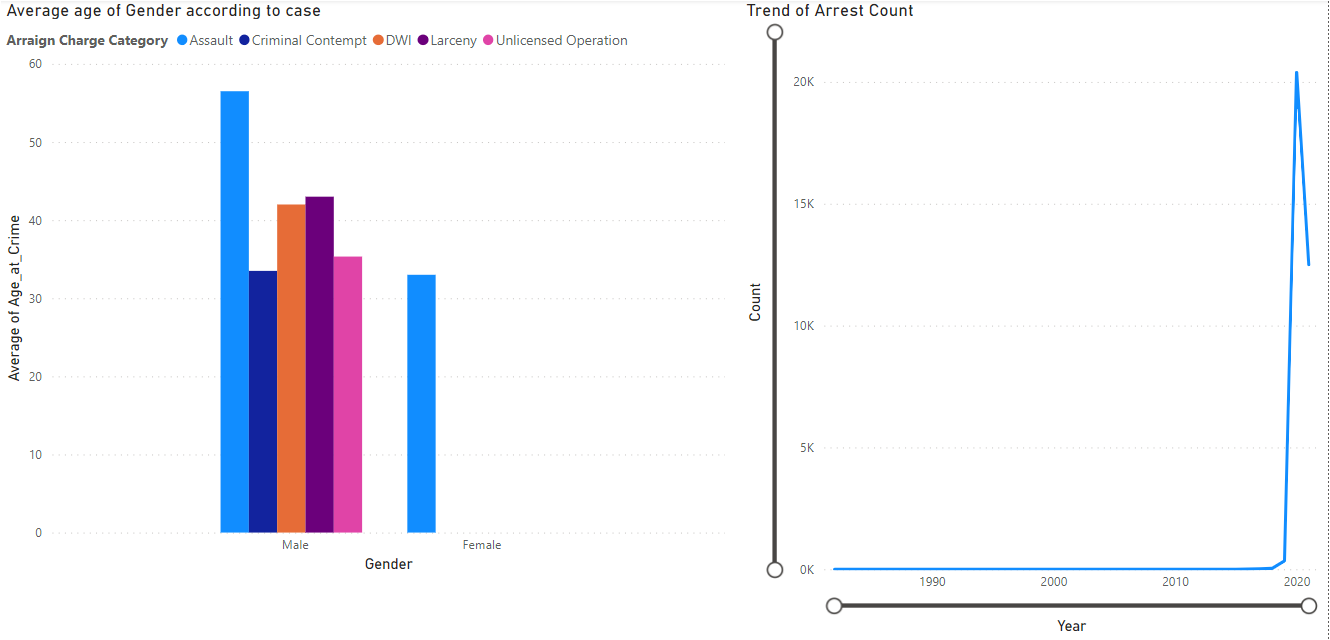 Average age of Gender according to case
Arraign Charge Category Assault Criminal Contempt DWI Larceny Unlicensed Operation
60
50
40
30
20
10
0
Average of Age_at_Crime
Male Female
Gender
Trend of Arrest Count
20K
15K
10K
5K
0K
Count
1990 2000 2010 2020
Year